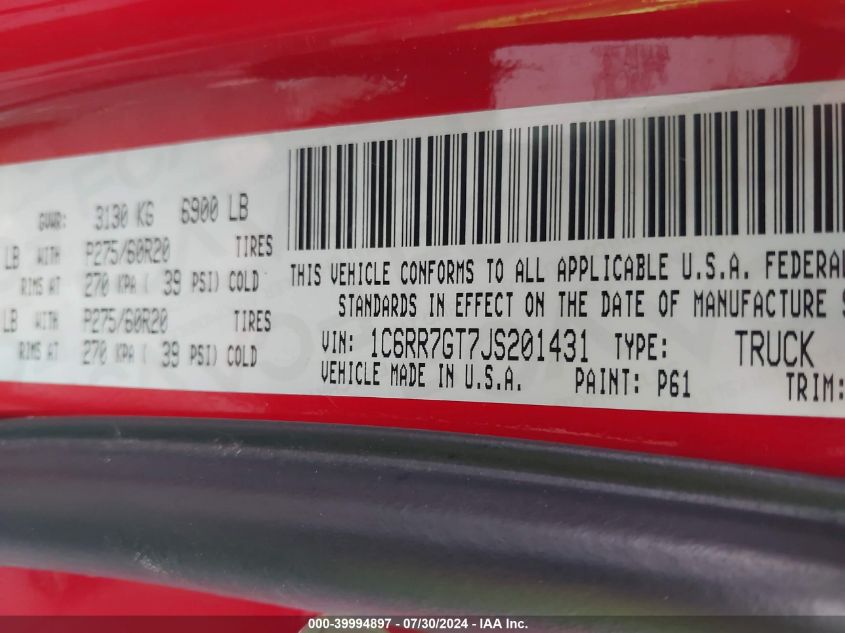 GVWR: 3130 KG 6900 LB
LB WITH P275/60R20 TIRES
RIMS AT 270 KPA ( 39 PSI) COLD
LB WITH P275/60R20 TIRES
RIMS AT 270 KPA ( 39 PSI) COLD
THIS VEHICLE CONFORMS TO ALL APPLICABLE U.S.A. FEDERAL
STANDARDS IN EFFECT ON THE DATE OF MANUFACTURE S
VIN: 1C6RR7GT7JS201431 TYPE: TRUCK
VEHICLE MADE IN U.S.A. PAINT: P61 TRIM:
000-39994897 - 07/30/2024 - IAA Inc.